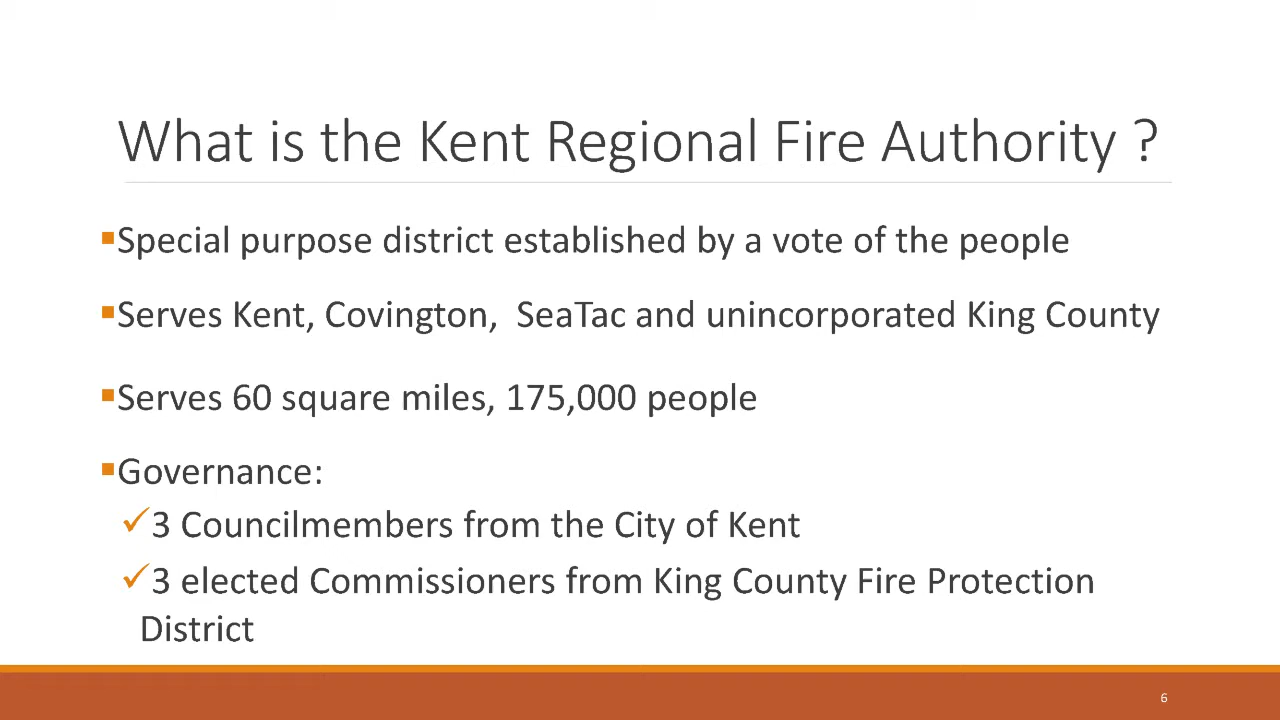 What is the Kent Regional Fire Authority ?
▪Special purpose district established by a vote of the people
▪Serves Kent, Covington,  SeaTac and unincorporated King County
▪Serves 60 square miles, 175,000 people
▪Governance:
✓3 Councilmembers from the City of Kent
✓3 elected Commissioners from King County Fire Protection
District
6